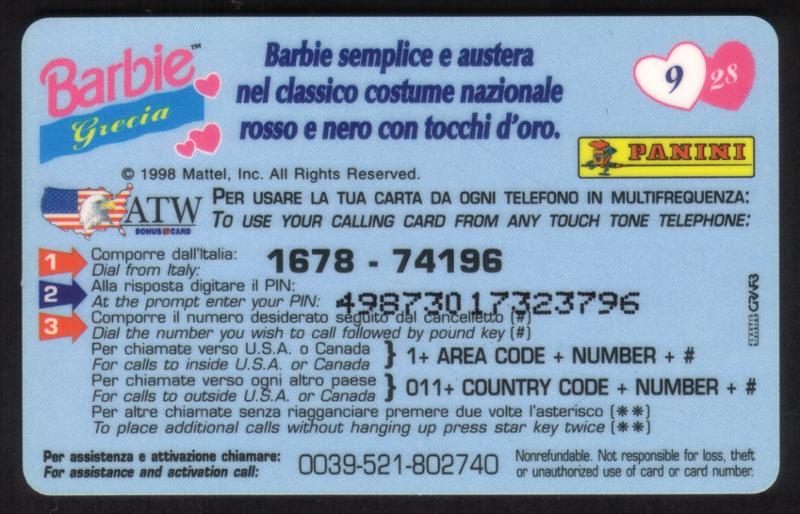 Barbie™
Grecia
Barbie semplice e austera
nel classico costume nazionale
rosso e nero con tocchi d'oro.
9 28
PANINI
© 1998 Mattel, Inc. All Rights Reserved.
ATW
BONUS CARD
PER USARE LA TUA CARTA DA OGNI TELEFONO IN MULTIFREQUENZA:
TO USE YOUR CALLING CARD FROM ANY TOUCH TONE TELEPHONE:
1 Comporre dall'Italia:
Dial from Italy:
1678 - 74196
2 Alla risposta digitare il PIN:
At the prompt enter your PIN:
49873017323796
3 Comporre il numero desiderato seguito dal cancelletto (#)
Dial the number you wish to call followed by pound key (#)
Per chiamate verso U.S.A. o Canada
For calls to inside U.S.A. or Canada
} 1+ AREA CODE + NUMBER + #
Per chiamate verso ogni altro paese
For calls to outside U.S.A. or Canada
} 011+ COUNTRY CODE + NUMBER + #
Per altre chiamate senza riagganciare premere due volte l'asterisco (**)
To place additional calls without hanging up press star key twice (**)
Per assistenza e attivazione chiamare:
For assistance and activation call:
0039-521-802740
Nonrefundable. Not responsible for loss, theft
or unauthorized use of card or card number.